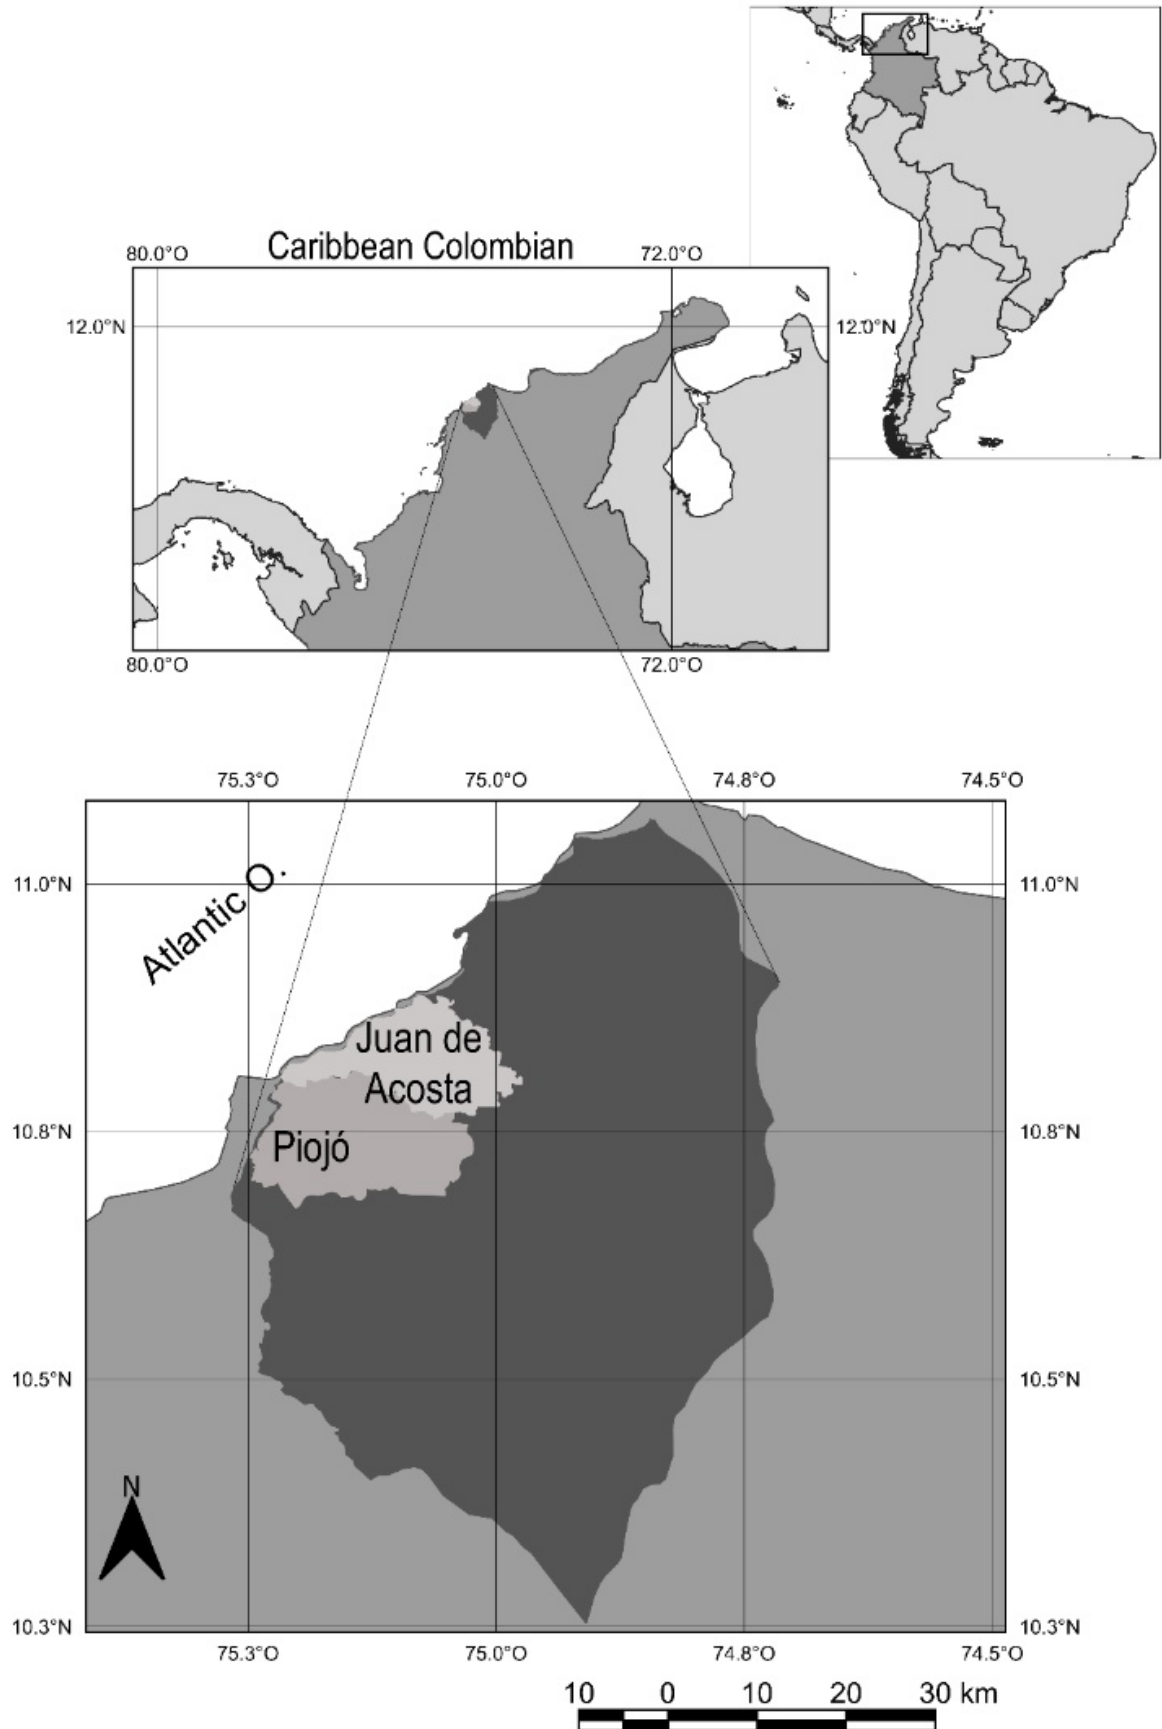 Caribbean Colombian
80.0°O 72.0°O
12.0°N 12.0°N
80.0°O 72.0°O
75.3°O 75.0°O 74.8°O 74.5°O
11.0°N 11.0°N
Atlantic O.
Juan de
Acosta
10.8°N 10.8°N
Piojó
10.5°N 10.5°N
N
10.3°N 10.3°N
75.3°O 75.0°O 74.8°O 74.5°O
10 0 10 20 30 km